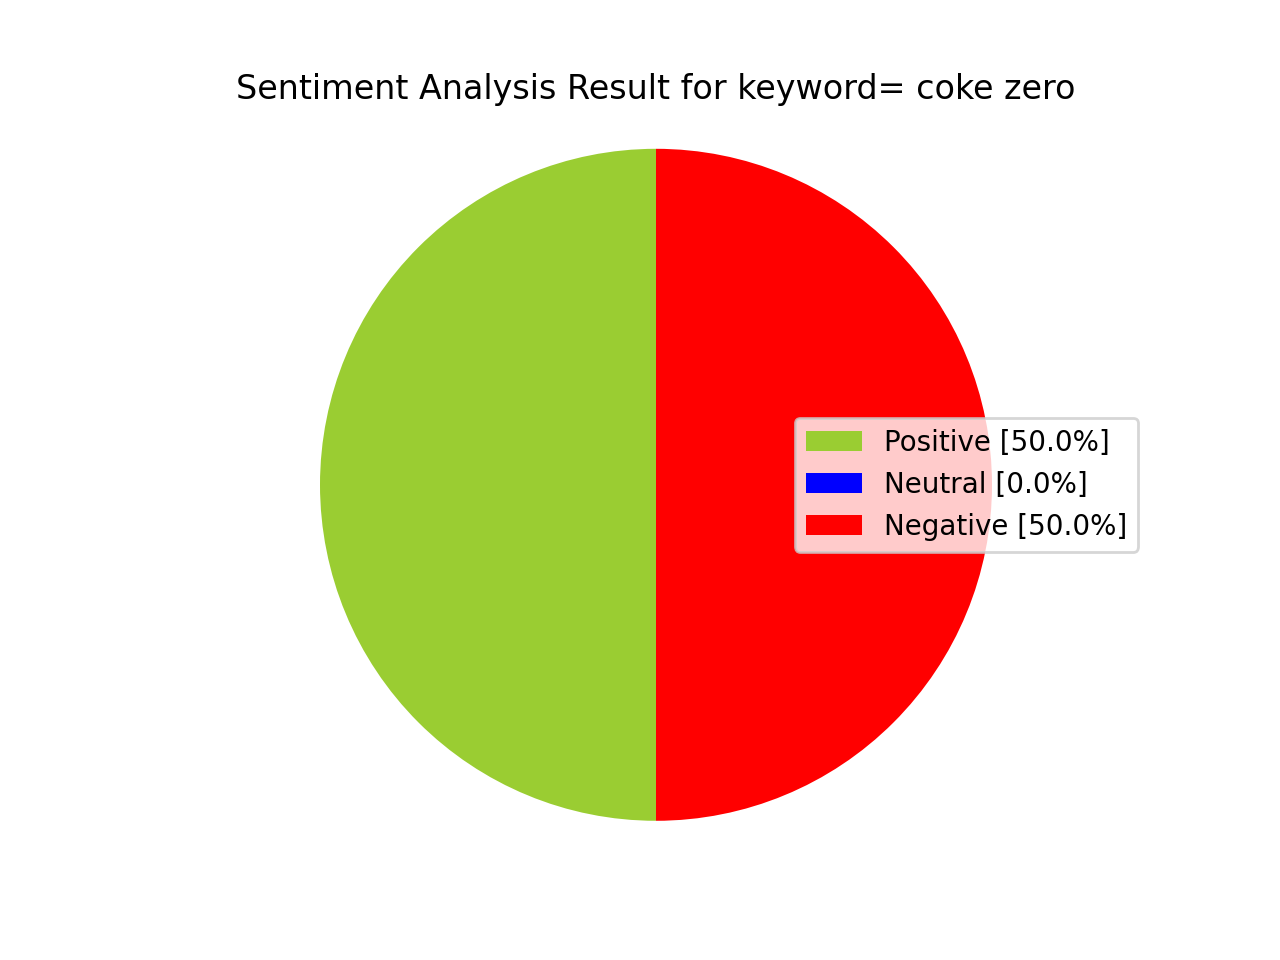 Sentiment Analysis Result for keyword= coke zero
Positive [50.0%]
Neutral [0.0%]
Negative [50.0%]